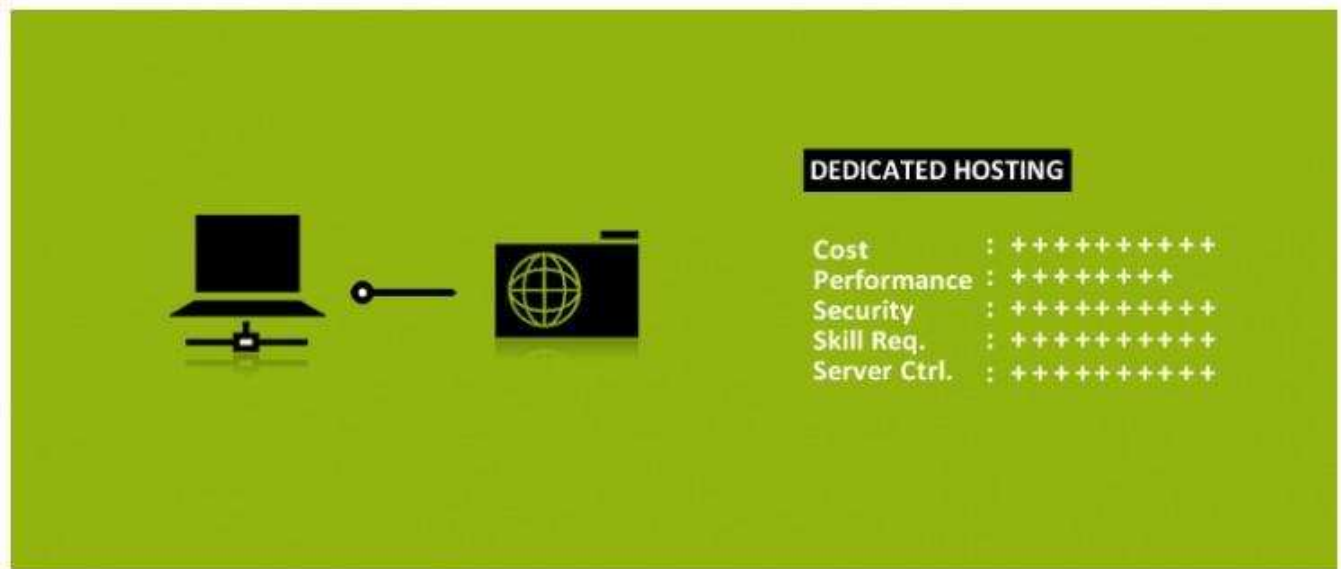 DEDICATED HOSTING
Cost : ++++++++++
Performance : ++++++++
Security : ++++++++++
Skill Req. : ++++++++++
Server Ctrl. : ++++++++++